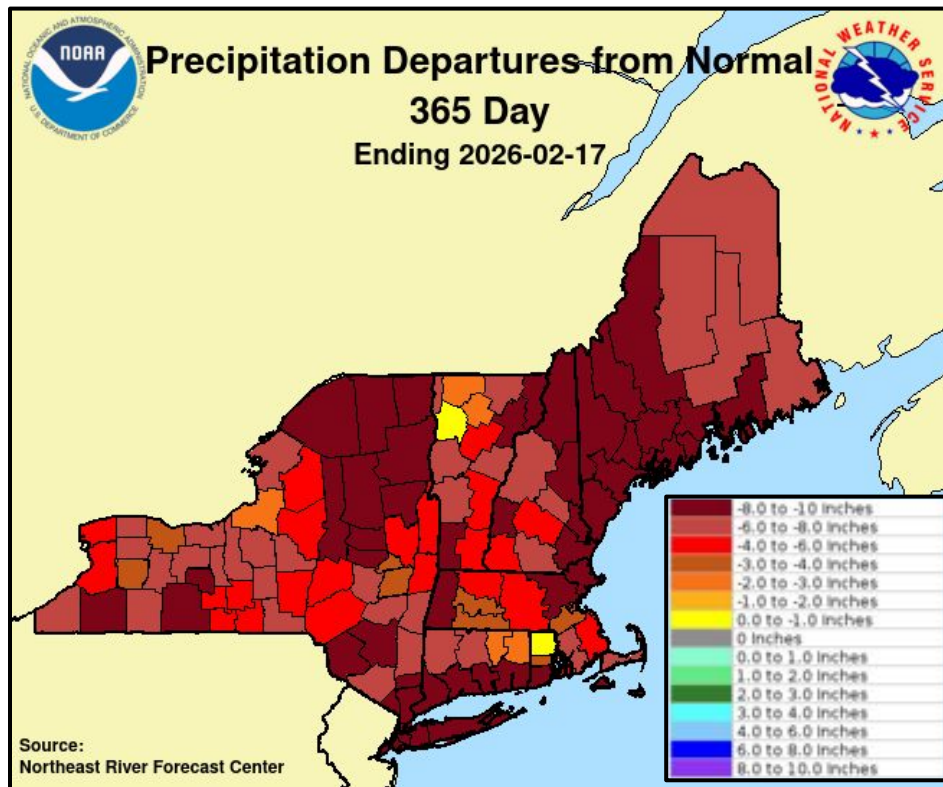 NATIONAL OCEANIC AND ATMOSPHERIC ADMINISTRATION
NOAA
U.S. DEPARTMENT OF COMMERCE
Precipitation Departures from Normal
365 Day
Ending 2026-02-17
NATIONAL WEATHER SERVICE
-8.0 to -10 Inches
-6.0 to -8.0 Inches
-4.0 to -6.0 Inches
-3.0 to -4.0 Inches
-2.0 to -3.0 Inches
-1.0 to -2.0 Inches
0.0 to -1.0 Inches
0 Inches
0.0 to 1.0 Inches
1.0 to 2.0 Inches
2.0 to 3.0 Inches
3.0 to 4.0 Inches
4.0 to 6.0 Inches
6.0 to 8.0 Inches
8.0 to 10.0 Inches
Source:
Northeast River Forecast Center